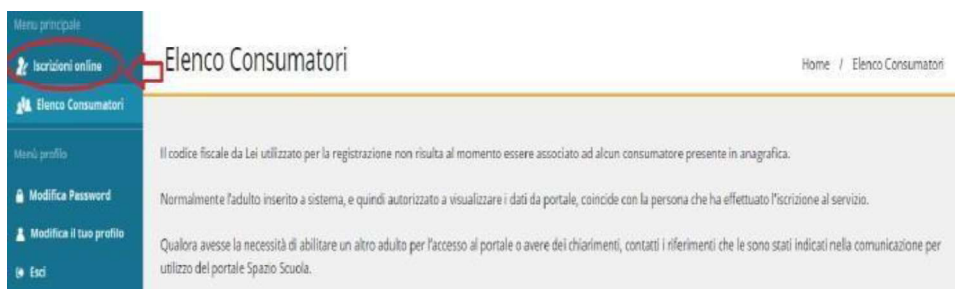 Menu principale
Iscrizioni online
Elenco Consumatori
Menù profilo
Modifica Password
Modifica il tuo profilo
Esci
Elenco Consumatori
Home / Elenco Consumatori
Il codice fiscale da Lei utilizzato per la registrazione non risulta al momento essere associato ad alcun consumatore presente in anagrafica.
Normalmente l'adulto inserito a sistema, e quindi autorizzato a visualizzare i dati da portale, coincide con la persona che ha effettuato l'iscrizione al servizio.
Qualora avesse la necessità di abilitare un altro adulto per l'accesso al portale o avere dei chiarimenti, contatti i riferimenti che le sono stati indicati nella comunicazione per
utilizzo del portale Spazio Scuola.